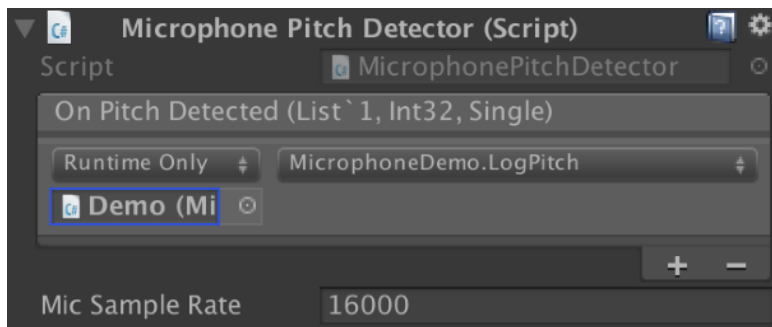 Microphone Pitch Detector (Script)
Script MicrophonePitchDetector
On Pitch Detected (List`1, Int32, Single)
Runtime Only MicrophoneDemo.LogPitch
Demo (Mi
+ −
Mic Sample Rate 16000